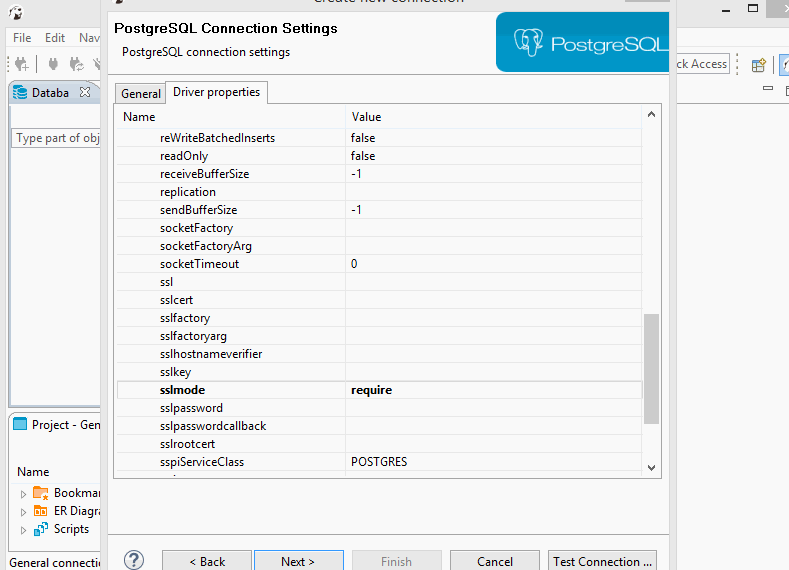 Create new connection
PostgreSQL Connection Settings
PostgreSQL connection settings
PostgreSQL
File Edit Nav
ck Access
Databa
General Driver properties
Type part of obj
Name Value
reWriteBatchedInserts false
readOnly false
receiveBufferSize -1
replication
sendBufferSize -1
socketFactory
socketFactoryArg
socketTimeout 0
ssl
sslcert
sslfactory
sslfactoryarg
sslhostnameverifier
sslkey
sslmode require
sslpassword
sslpasswordcallback
sslrootcert
sspiServiceClass POSTGRES
Project - Gen
Name
Bookmar
ER Diagra
Scripts
General connectio
? < Back Next > Finish Cancel Test Connection ...